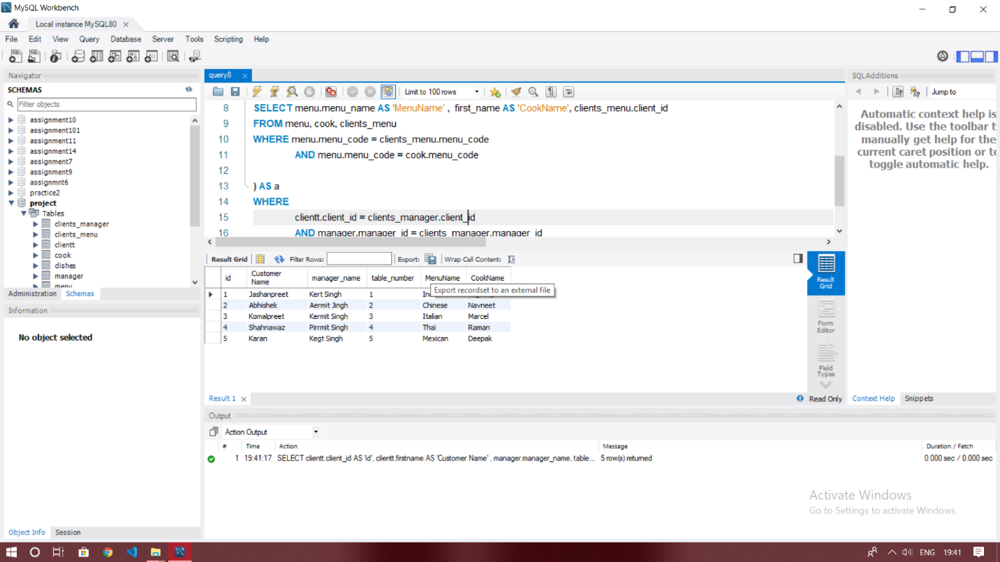 MySQL Workbench
Local instance MySQL80
File Edit View Query Database Server Tools Scripting Help
Navigator
SCHEMAS
Filter objects
assignment10
assignment101
assignment11
assignment14
assignment7
assignment9
assignmnt6
practice2
project
Tables
clients_manager
clients_menu
clientt
cook
dishes
manager
menu
Administration Schemas
Information
No object selected
Object Info Session
query8
Limit to 100 rows
8 SELECT menu.menu_name AS 'MenuName' , first_name AS 'CookName', clients_menu.client_id
9 FROM menu, cook, clients_menu
10 WHERE menu.menu_code = clients_menu.menu_code
11 AND menu.menu_code = cook.menu_code
12
13 ) AS a
14 WHERE
15 clientt.client_id = clients_manager.client_id
16 AND manager.manager_id = clients_manager.manager_id
Result Grid Filter Rows: Export: Wrap Cell Content:
id Customer Name manager_name table_number MenuName CookName
Export recordset to an external file
1 Jashanpreet Kert Singh 1
2 Abhishek Aermit Jingh 2 Chinese Navneet
3 Komalpreet Kermit Singh 3 Italian Marcel
4 Shahnawaz Pirrmit Singh 4 Thai Raman
5 Karan Kegt Singh 5 Mexican Deepak
Result Grid
Form Editor
Field Types
Result 1
Read Only
SQLAdditions
Jump to
Automatic context help is
disabled. Use the toolbar t
manually get help for the
current caret position or to
toggle automatic help.
Context Help Snippets
Output
Action Output
# Time Action Message Duration / Fetch
1 19:41:17 SELECT clientt.client_id AS 'id', clientt.firstname AS 'Customer Name' , manager.manager_name, table... 5 row(s) returned 0.000 sec / 0.000 sec
Activate Windows
Go to Settings to activate Windows.
ENG 19:41